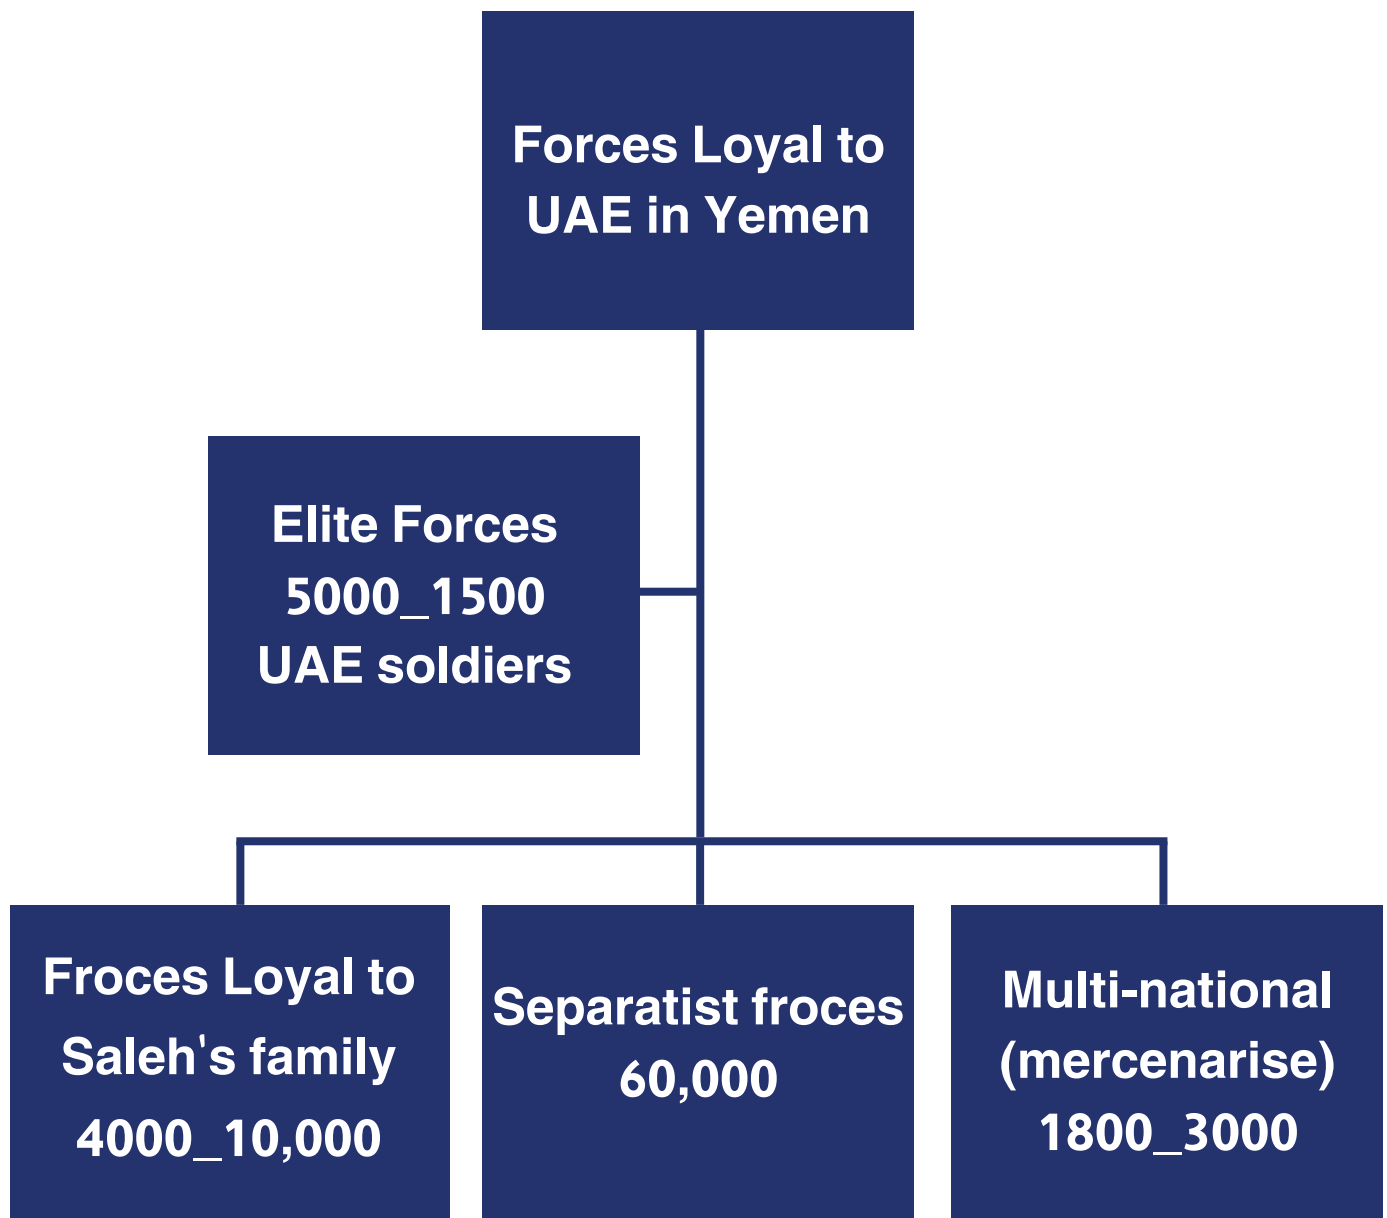 Forces Loyal to
UAE in Yemen
Elite Forces
5000_1500
UAE soldiers
Froces Loyal to
Saleh's family
4000_10,000
Separatist froces
60,000
Multi-national
(mercenarise)
1800_3000